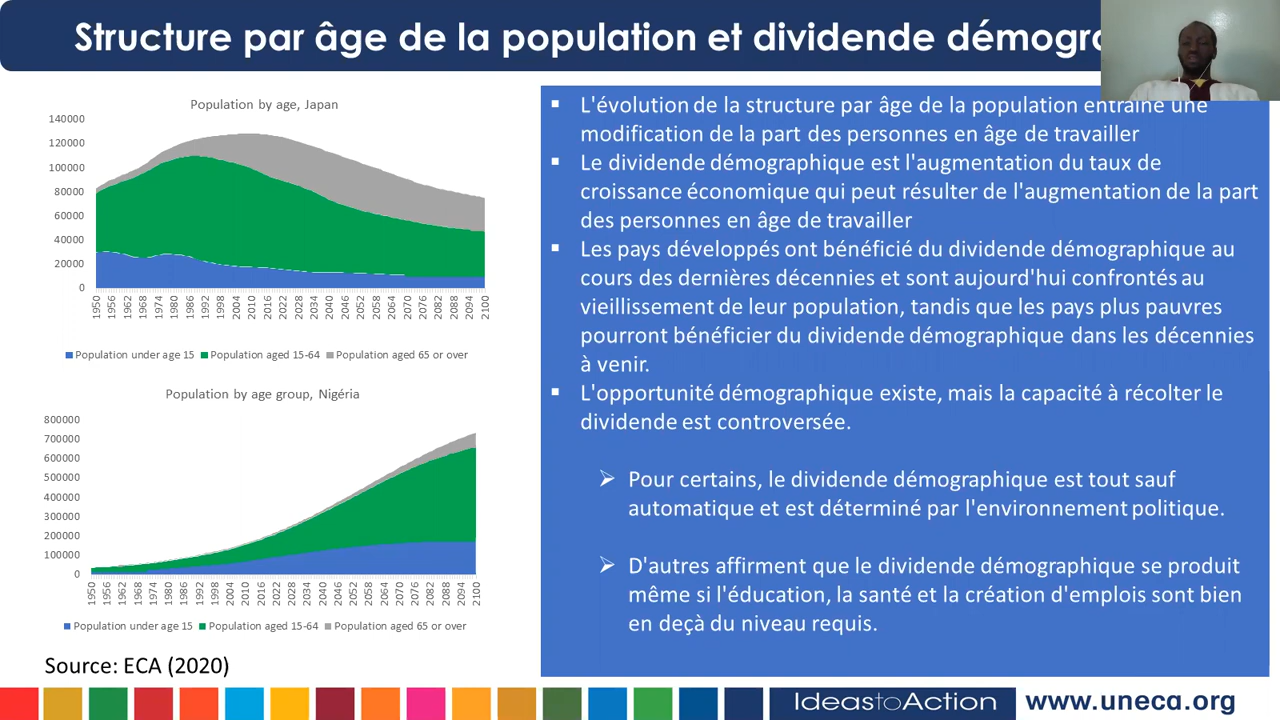 Structure par âge de la population et dividende démogra
Population by age, Japan
140000
120000
100000
80000
60000
40000
20000
0
1950 1956 1962 1968 1974 1980 1986 1992 1998 2004 2010 2016 2022 2028 2034 2040 2046 2052 2058 2064 2070 2076 2082 2088 2094 2100
Population under age 15 Population aged 15-64 Population aged 65 or over
Population by age group, Nigéria
800000
700000
600000
500000
400000
300000
200000
100000
0
1950 1956 1962 1968 1974 1980 1986 1992 1998 2004 2010 2016 2022 2028 2034 2040 2046 2052 2058 2064 2070 2076 2082 2088 2094 2100
Population under age 15 Population aged 15-64 Population aged 65 or over
Source: ECA (2020)
L'évolution de la structure par âge de la population entraîne une
modification de la part des personnes en âge de travailler
Le dividende démographique est l'augmentation du taux de
croissance économique qui peut résulter de l'augmentation de la part
des personnes en âge de travailler
Les pays développés ont bénéficié du dividende démographique au
cours des dernières décennies et sont aujourd'hui confrontés au
vieillissement de leur population, tandis que les pays plus pauvres
pourront bénéficier du dividende démographique dans les décennies
à venir.
L'opportunité démographique existe, mais la capacité à récolter le
dividende est controversée.
Pour certains, le dividende démographique est tout sauf
automatique et est déterminé par l'environnement politique.
D'autres affirment que le dividende démographique se produit
même si l'éducation, la santé et la création d'emplois sont bien
en deçà du niveau requis.
IdeastoAction www.uneca.org